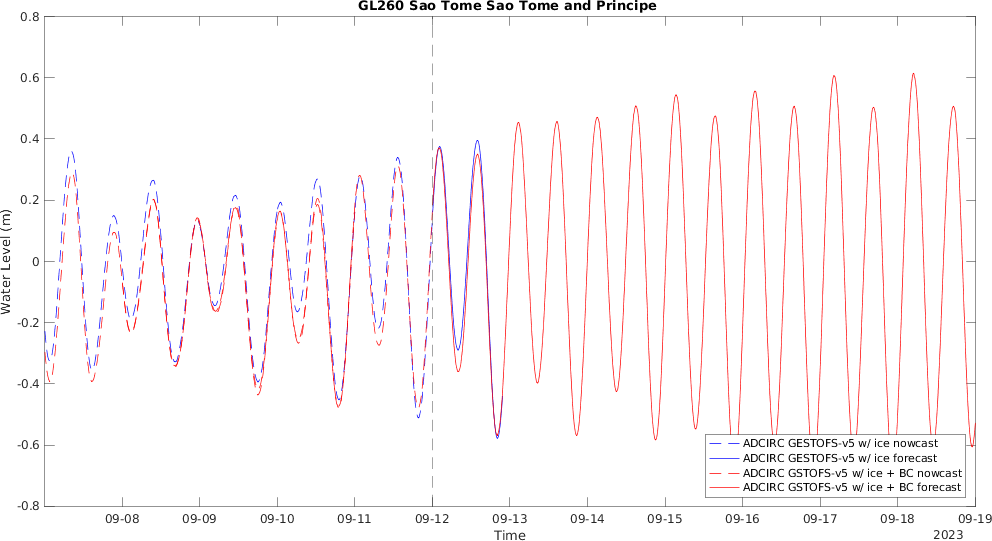 GL260 Sao Tome Sao Tome and Principe
0.8
0.6
0.4
0.2
0
-0.2
-0.4
-0.6
-0.8
Water Level (m)
ADCIRC GESTOFS-v5 w/ ice nowcast
ADCIRC GESTOFS-v5 w/ ice forecast
ADCIRC GSTOFS-v5 w/ ice + BC nowcast
ADCIRC GSTOFS-v5 w/ ice + BC forecast
09-08 09-09 09-10 09-11 09-12 09-13 09-14 09-15 09-16 09-17 09-18 09-19
Time
2023